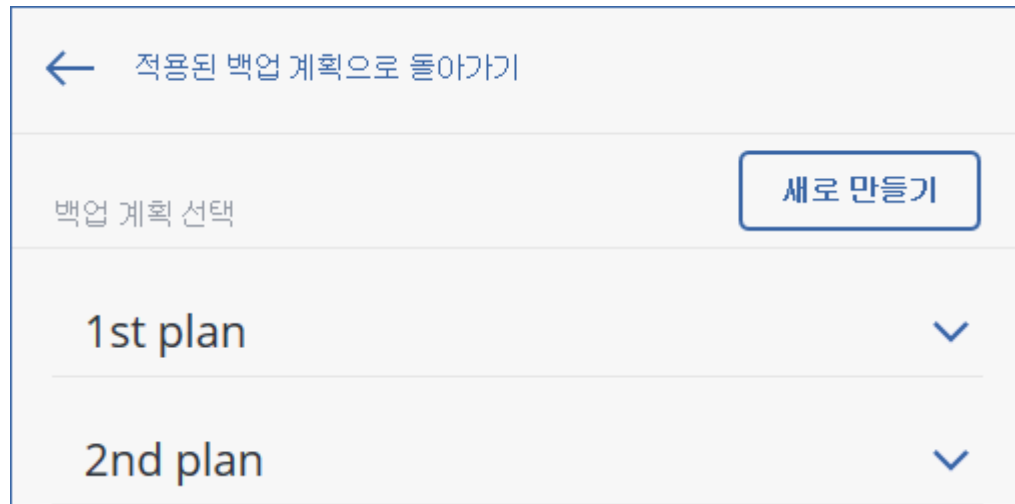 적용된 백업 계획으로 돌아가기
백업 계획 선택
새로 만들기
1st plan
2nd plan